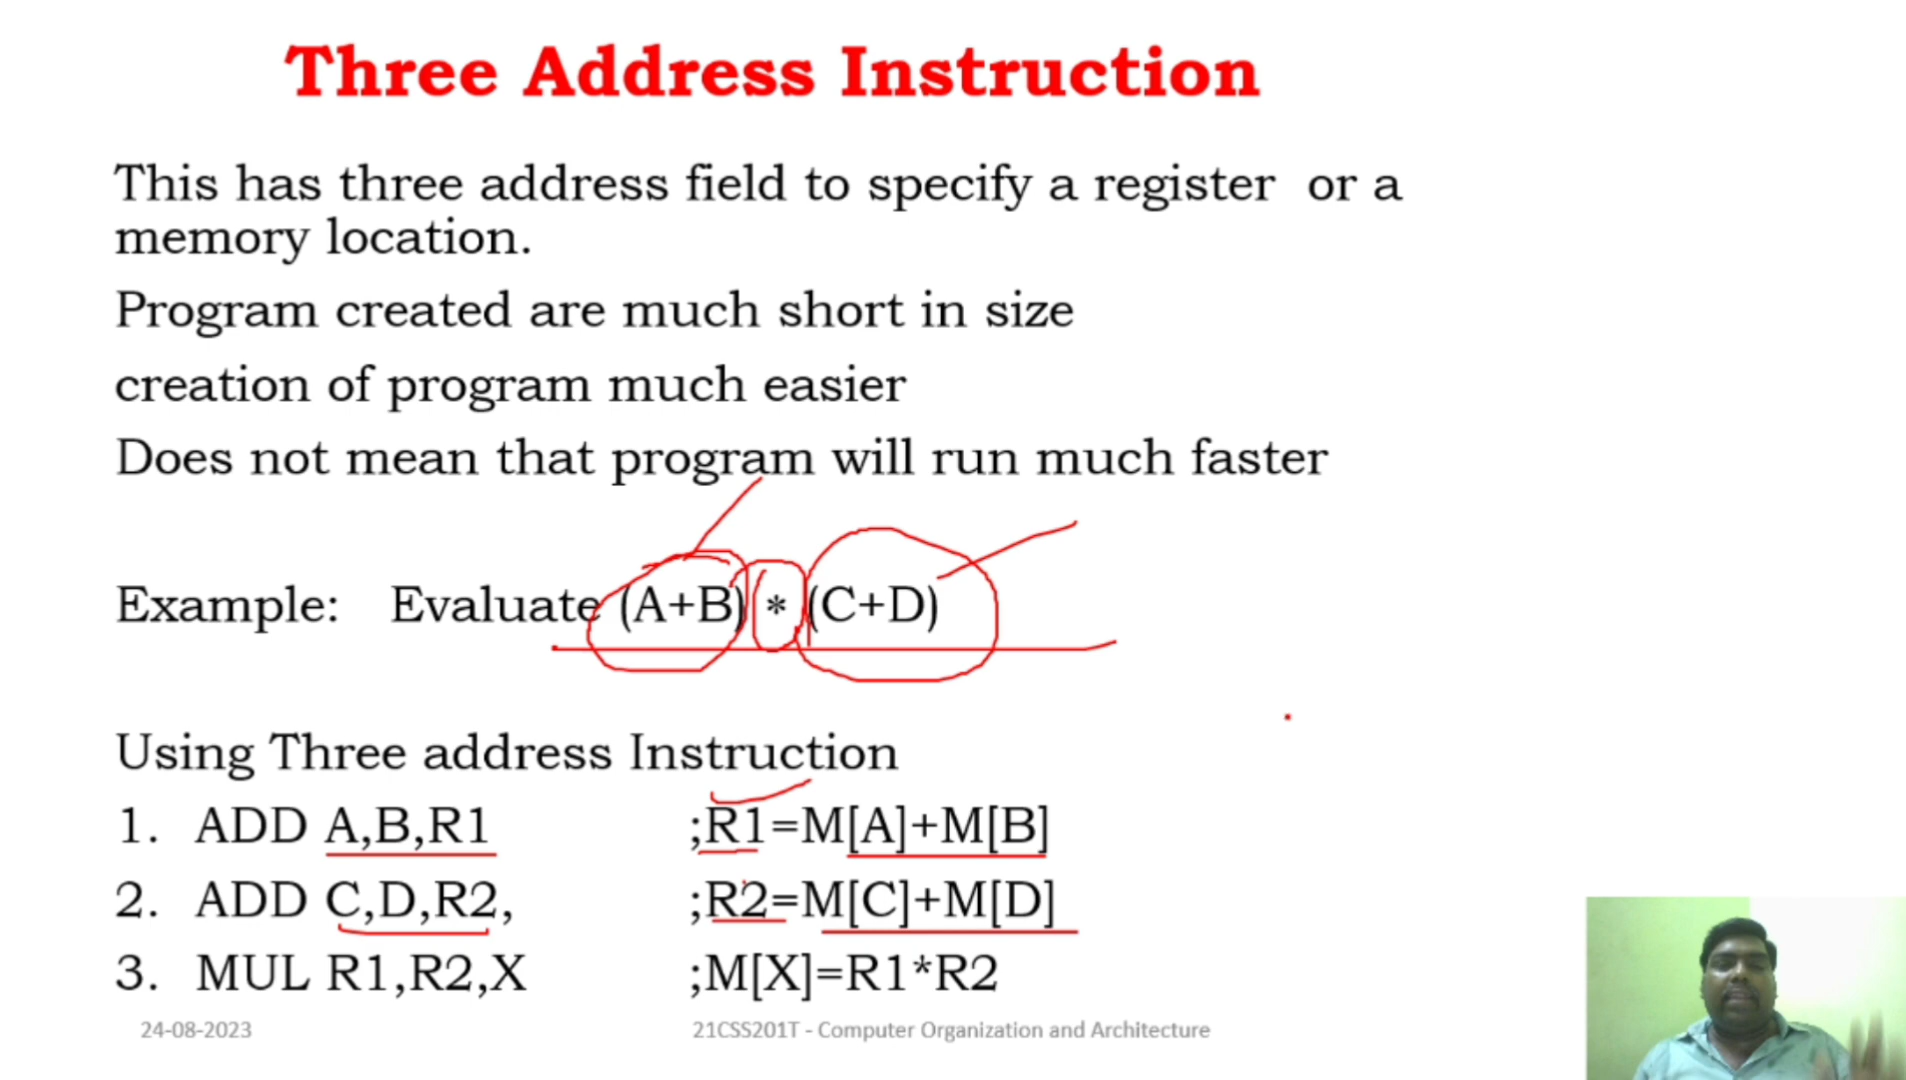 Three Address Instruction
This has three address field to specify a register or a
memory location.
Program created are much short in size
creation of program much easier
Does not mean that program will run much faster
Example: Evaluate (A+B) * (C+D)
Using Three address Instruction
1. ADD A,B,R1 ;R1=M[A]+M[B]
2. ADD C,D,R2, ;R2=M[C]+M[D]
3. MUL R1,R2,X ;M[X]=R1*R2
24-08-2023 21CSS201T - Computer Organization and Architecture